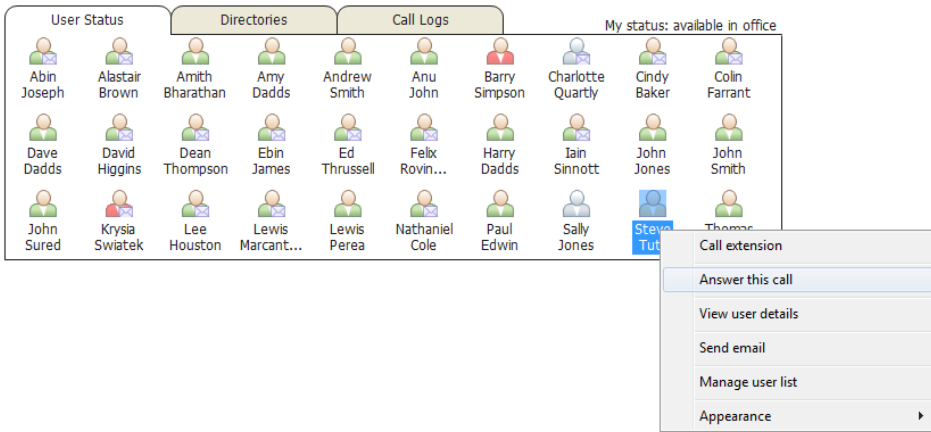 User Status Directories Call Logs My status: available in office
Abin Alastair Amith Amy Andrew Anu Barry Charlotte Cindy Colin
Joseph Brown Bharathan Dadds Smith John Simpson Quartly Baker Farrant
Dave David Dean Ebin Ed Felix Harry Iain John John
Dadds Higgins Thompson James Thrussell Rovin... Dadds Sinnott Jones Smith
John Krysia Lee Lewis Lewis Nathaniel Paul Sally Steve Thomas
Sured Swiatek Houston Marcant... Perea Cole Edwin Jones Tut
Call extension
Answer this call
View user details
Send email
Manage user list
Appearance